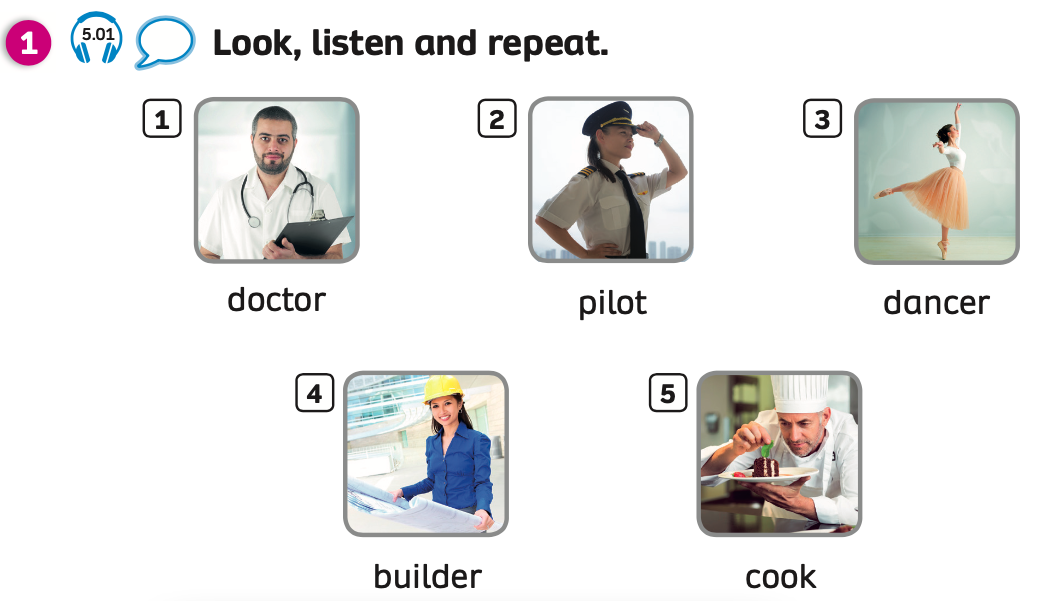 1 5.01 Look, listen and repeat.
1 2 3
doctor pilot dancer
4 5
builder cook